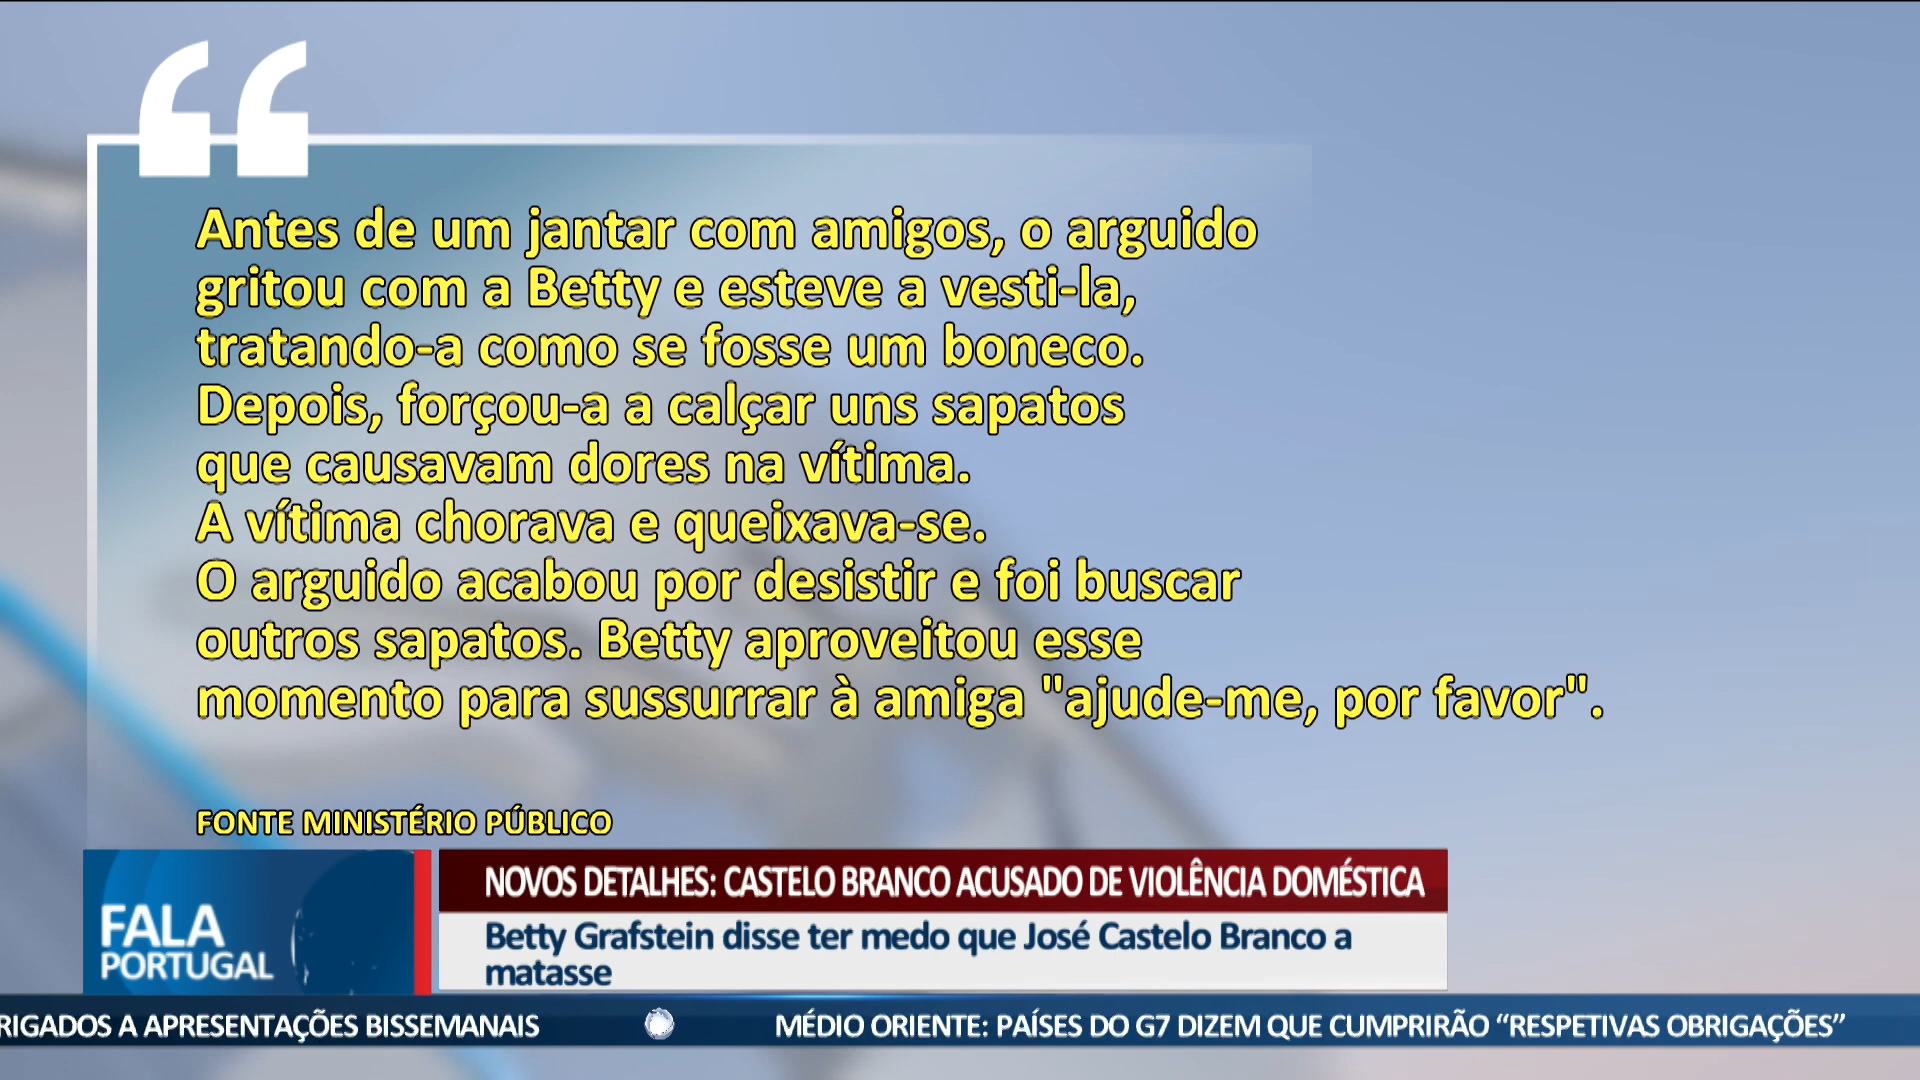 Antes de um jantar com amigos, o arguido
gritou com a Betty e esteve a vesti-la,
tratando-a como se fosse um boneco.
Depois, forçou-a a calçar uns sapatos
que causavam dores na vítima.
A vítima chorava e queixava-se.
O arguido acabou por desistir e foi buscar
outros sapatos. Betty aproveitou esse
momento para sussurrar à amiga "ajude-me, por favor".
FONTE MINISTÉRIO PÚBLICO
NOVOS DETALHES: CASTELO BRANCO ACUSADO DE VIOLÊNCIA DOMÉSTICA
Betty Grafstein disse ter medo que José Castelo Branco a
matasse
FALA
PORTUGAL
RIGADOS A APRESENTAÇÕES BISSEMANAIS
MÉDIO ORIENTE: PAÍSES DO G7 DIZEM QUE CUMPRIRÃO “RESPETIVAS OBRIGAÇÕES”